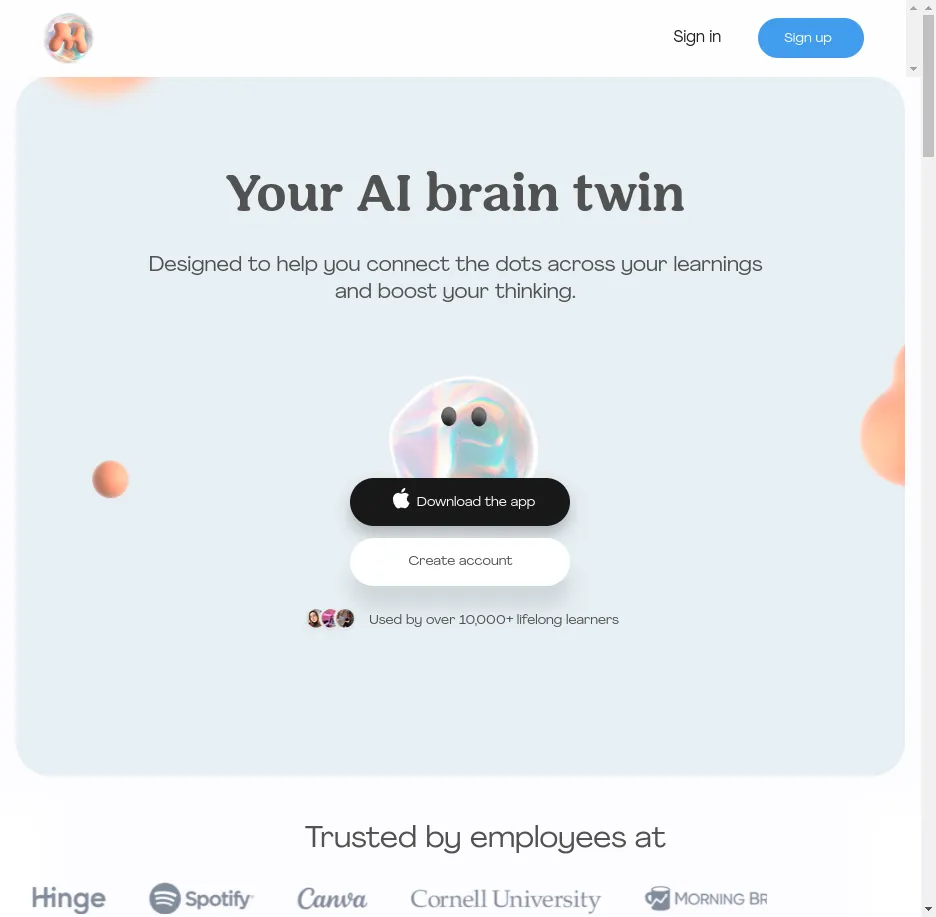 Sign in
Sign up
Your AI brain twin
Designed to help you connect the dots across your learnings
and boost your thinking.
Download the app
Create account
Used by over 10,000+ lifelong learners
Trusted by employees at
Hinge Spotify Canva Cornell University MORNING BR